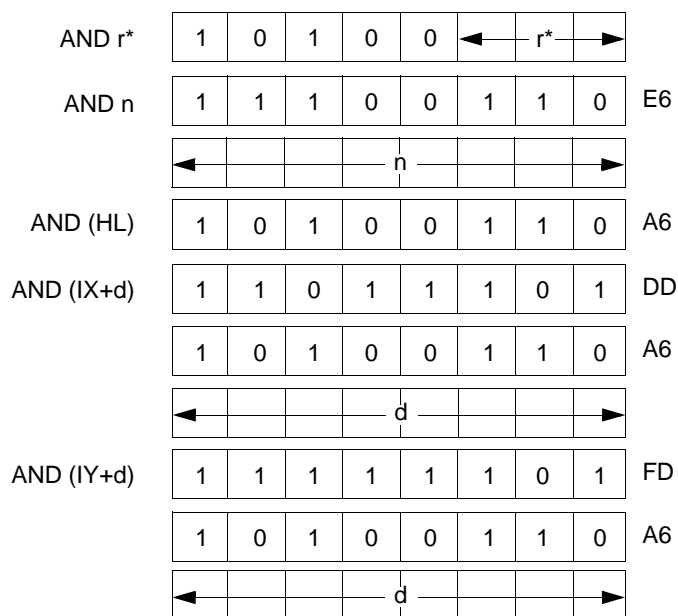 AND r* 1 0 1 0 0 r*
AND n 1 1 1 0 0 1 1 0 E6
n
AND (HL) 1 0 1 0 0 1 1 0 A6
AND (IX+d) 1 1 0 1 1 1 0 1 DD
1 0 1 0 0 1 1 0 A6
d
AND (IY+d) 1 1 1 1 1 1 0 1 FD
1 0 1 0 0 1 1 0 A6
d